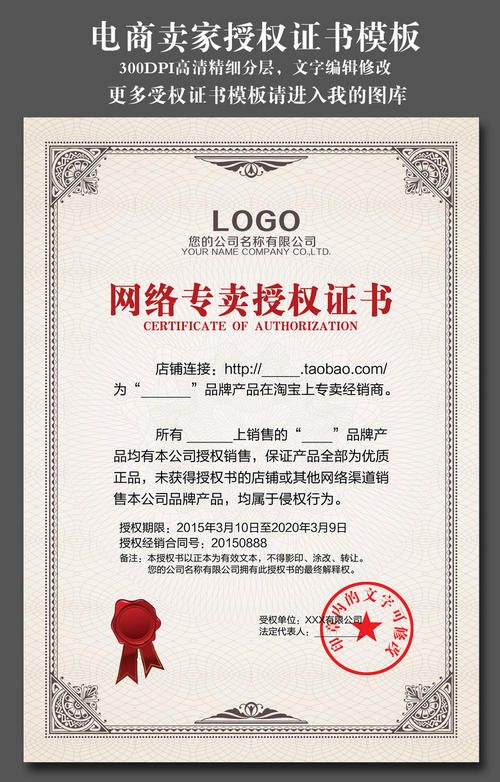 电商卖家授权证书模板
300DPI高清精细分层，文字编辑修改
更多受权证书模板请进入我的图库
LOGO
您的公司名称有限公司
YOUR NAME COMPANY CO.,LTD.
网络专卖授权证书
CERTIFICATE OF AUTHORIZATION
店铺连接：http://_____.taobao.com/
为“_______”品牌产品在淘宝上专卖经销商。
所有 ______上销售的“____”品牌产
品均有本公司授权销售，保证产品全部为优质
正品，未获得授权书的店铺或其他网络渠道销
售本公司品牌产品，均属于侵权行为。
授权期限：2015年3月10日至2020年3月9日
授权经销合同号：20150888
备注：本授权书以正本为有效文本，不得影印、涂改、转让。
您的公司名称有限公司拥有此授权书的最终解释权。
受权单位：XXX有限公司
法定代表人：________
印章内的文字可修改